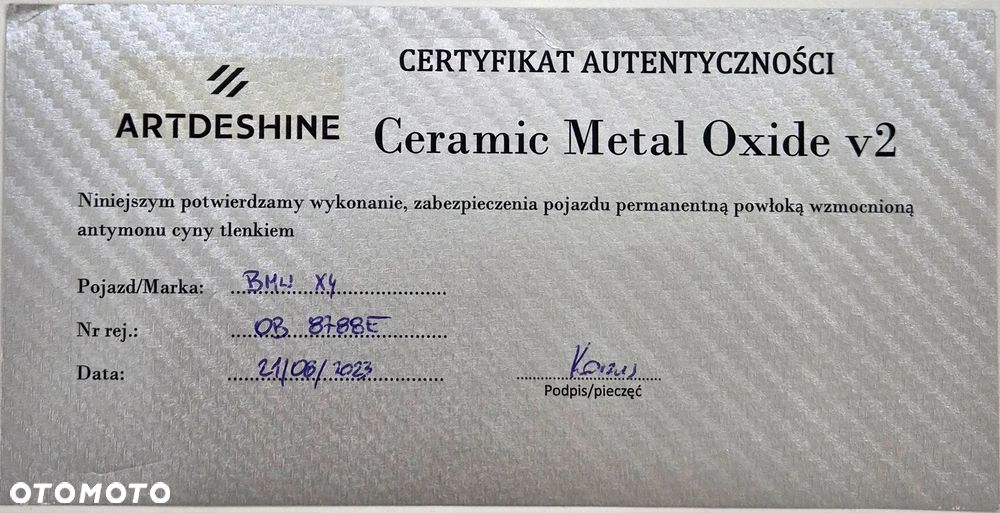 CERTYFIKAT AUTENTYCZNOŚCI
ARTDESHINE
Ceramic Metal Oxide v2
Niniejszym potwierdzamy wykonanie, zabezpieczenia pojazdu permanentną powłoką wzmocnioną
antymonu cyny tlenkiem
Pojazd/Marka: BMW X4
Nr rej.: OB 8788E
Data: 21/06/2023
Podpis/pieczęć
OTOMOTO